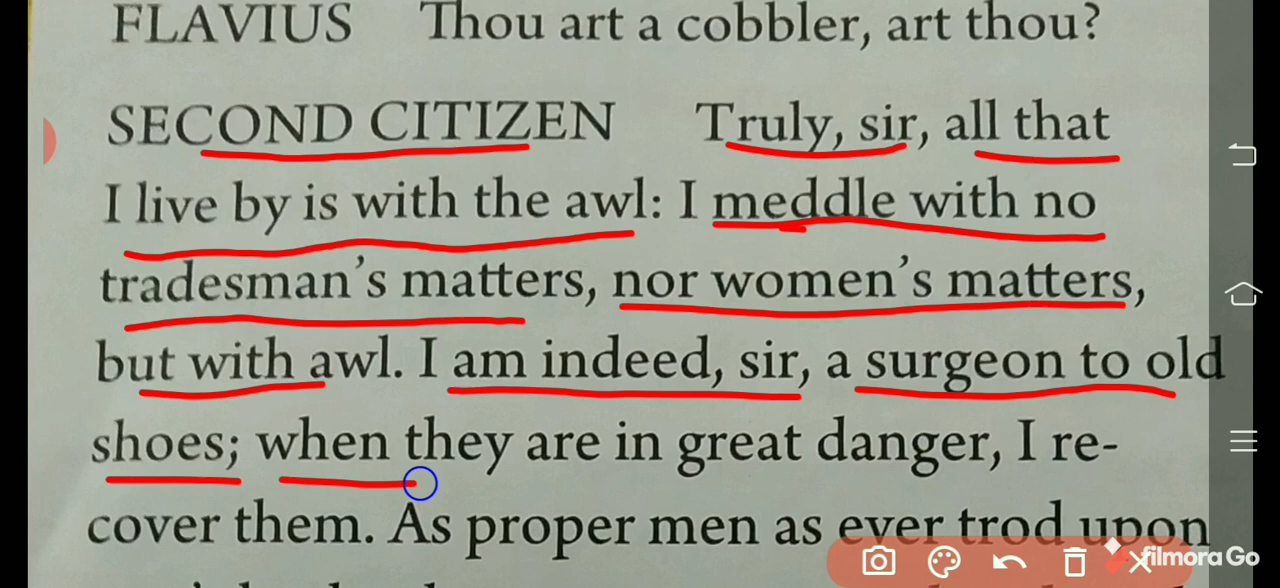 FLAVIUS Thou art a cobbler, art thou?
SECOND CITIZEN Truly, sir, all that
I live by is with the awl: I meddle with no
tradesman's matters, nor women's matters,
but with awl. I am indeed, sir, a surgeon to old
shoes; when they are in great danger, I re-
cover them. As proper men as ever trod upon
filmora Go